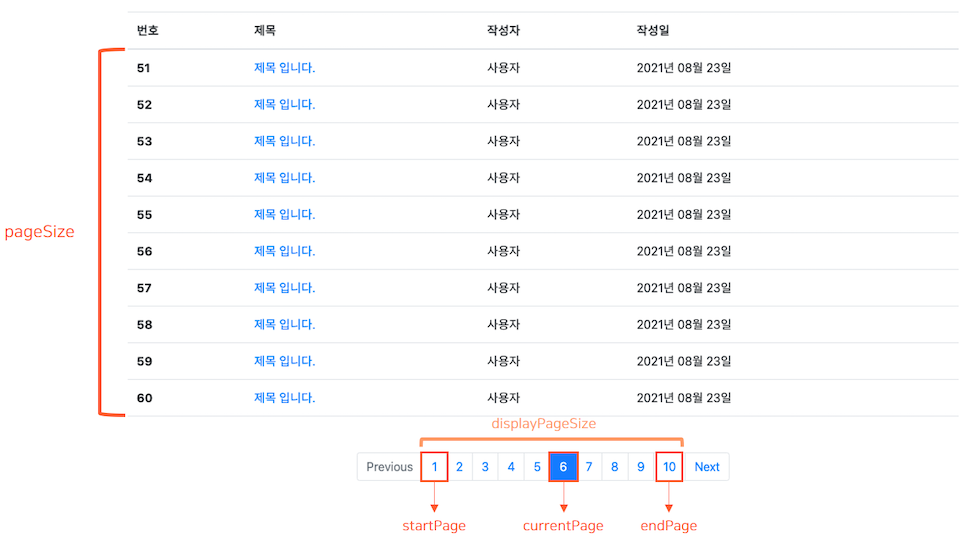 번호 제목 작성자 작성일
51 제목 입니다. 사용자 2021년 08월 23일
52 제목 입니다. 사용자 2021년 08월 23일
53 제목 입니다. 사용자 2021년 08월 23일
54 제목 입니다. 사용자 2021년 08월 23일
55 제목 입니다. 사용자 2021년 08월 23일
pageSize
56 제목 입니다. 사용자 2021년 08월 23일
57 제목 입니다. 사용자 2021년 08월 23일
58 제목 입니다. 사용자 2021년 08월 23일
59 제목 입니다. 사용자 2021년 08월 23일
60 제목 입니다. 사용자 2021년 08월 23일
displayPageSize
Previous 1 2 3 4 5 6 7 8 9 10 Next
startPage currentPage endPage